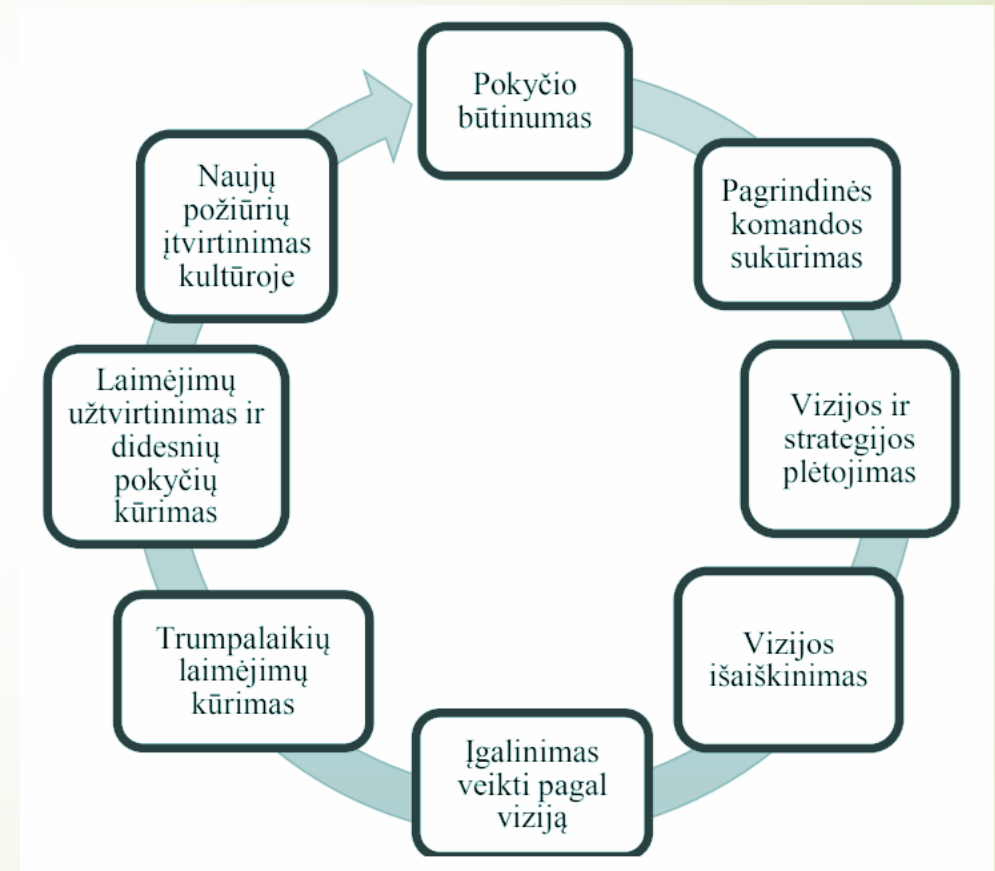 Pokyčio
būtinumas
Pagrindinės
komandos
sukūrimas
Vizijos ir
strategijos
plėtojimas
Vizijos
išaiškinimas
Įgalinimas
veikti pagal
viziją
Trumpalaikių
laimėjimų
kūrimas
Laimėjimų
užtvirtinimas ir
didesnių
pokyčių
kūrimas
Naujų
požiūrių
įtvirtinimas
kultūroje